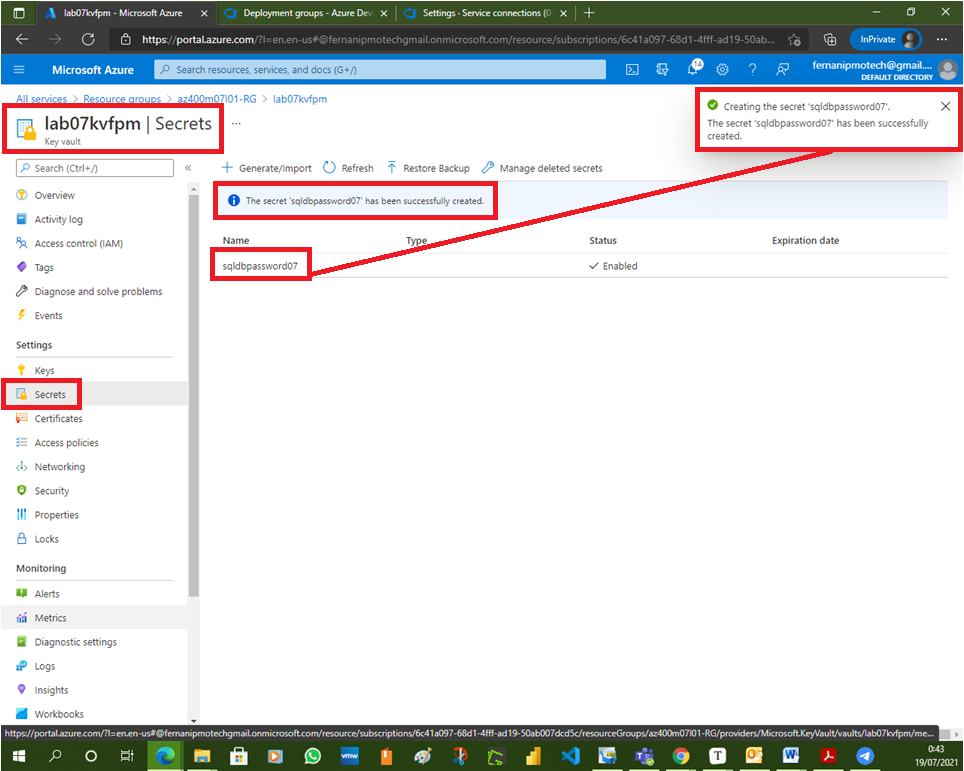 lab07kvfpm - Microsoft Azure
Deployment groups - Azure Dev
Settings · Service connections (0
https://portal.azure.com/?l=en.en-us#@fernanipmotechgmail.onmicrosoft.com/resource/subscriptions/6c41a097-68d1-4fff-ad19-50ab...
InPrivate
Microsoft Azure
Search resources, services, and docs (G+/)
14
fernanipmotech@gmail....
DEFAULT DIRECTORY
All services > Resource groups > az400m07l01-RG > lab07kvfpm
lab07kvfpm | Secrets ...
Key vault
Creating the secret 'sqldbpassword07'.
The secret 'sqldbpassword07' has been successfully
created.
Search (Ctrl+/)
«
Generate/Import
Refresh
Restore Backup
Manage deleted secrets
The secret 'sqldbpassword07' has been successfully created.
Name Type Status Expiration date
sqldbpassword07 Enabled
Overview
Activity log
Access control (IAM)
Tags
Diagnose and solve problems
Events
Settings
Keys
Secrets
Certificates
Access policies
Networking
Security
Properties
Locks
Monitoring
Alerts
Metrics
Diagnostic settings
Logs
Insights
Workbooks
https://portal.azure.com/?l=en.en-us#@fernanipmotechgmail.onmicrosoft.com/resource/subscriptions/6c41a097-68d1-4fff-ad19-50ab007dcd5c/resourceGroups/az400m07l01-RG/providers/Microsoft.KeyVault/vaults/lab07kvfpm/me...
vmw
T
0:43
19/07/2021